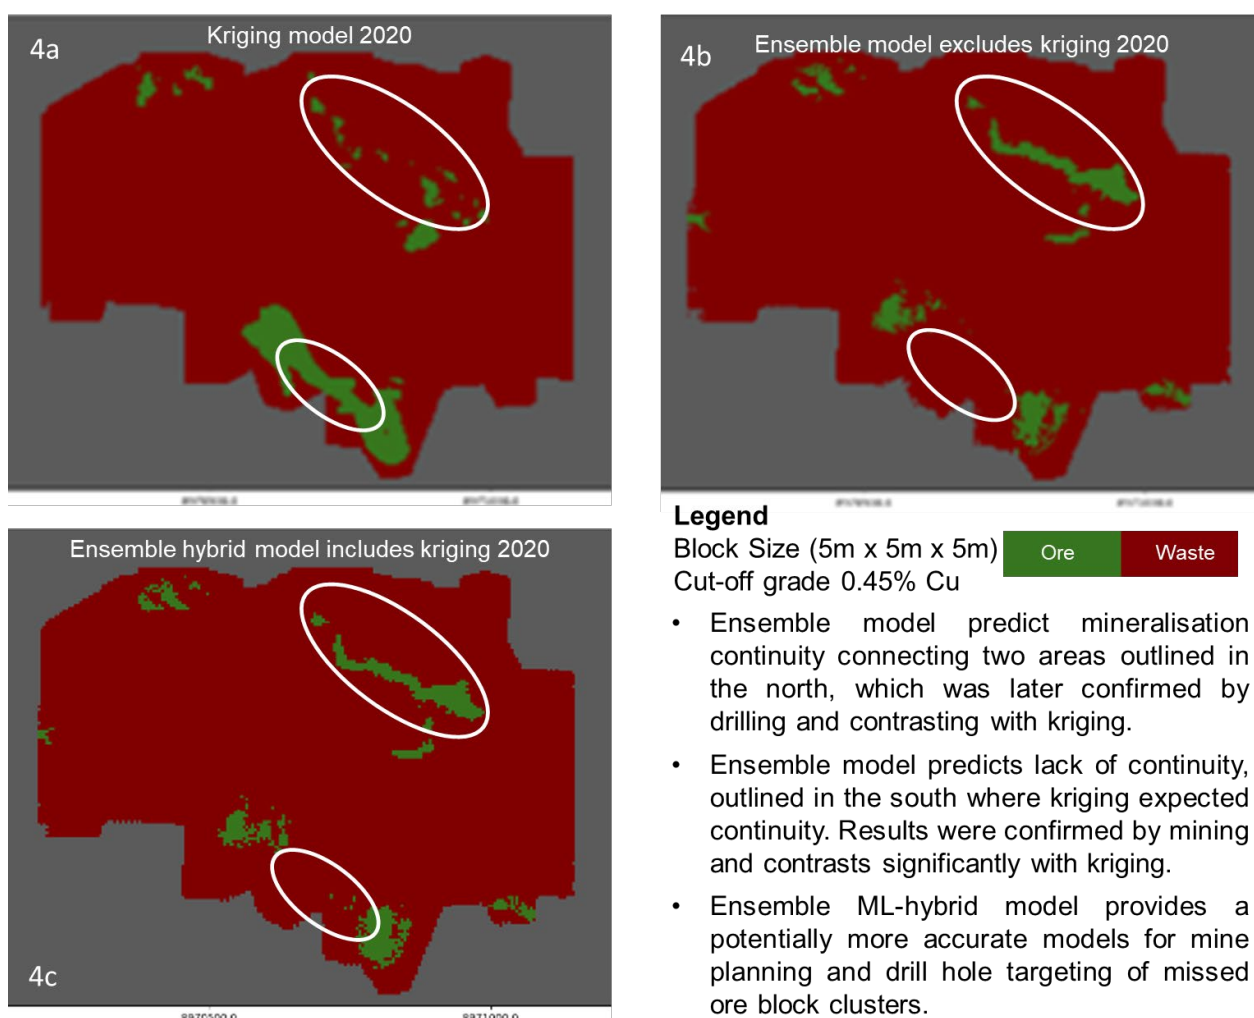 4a
Kriging model 2020
4b
Ensemble model excludes kriging 2020
Ensemble hybrid model includes kriging 2020
4c
Legend
Block Size (5m x 5m x 5m)
Ore
Waste
Cut-off grade 0.45% Cu
• Ensemble model predict mineralisation
continuity connecting two areas outlined in
the north, which was later confirmed by
drilling and contrasting with kriging.
• Ensemble model predicts lack of continuity,
outlined in the south where kriging expected
continuity. Results were confirmed by mining
and contrasts significantly with kriging.
• Ensemble ML-hybrid model provides a
potentially more accurate models for mine
planning and drill hole targeting of missed
ore block clusters.